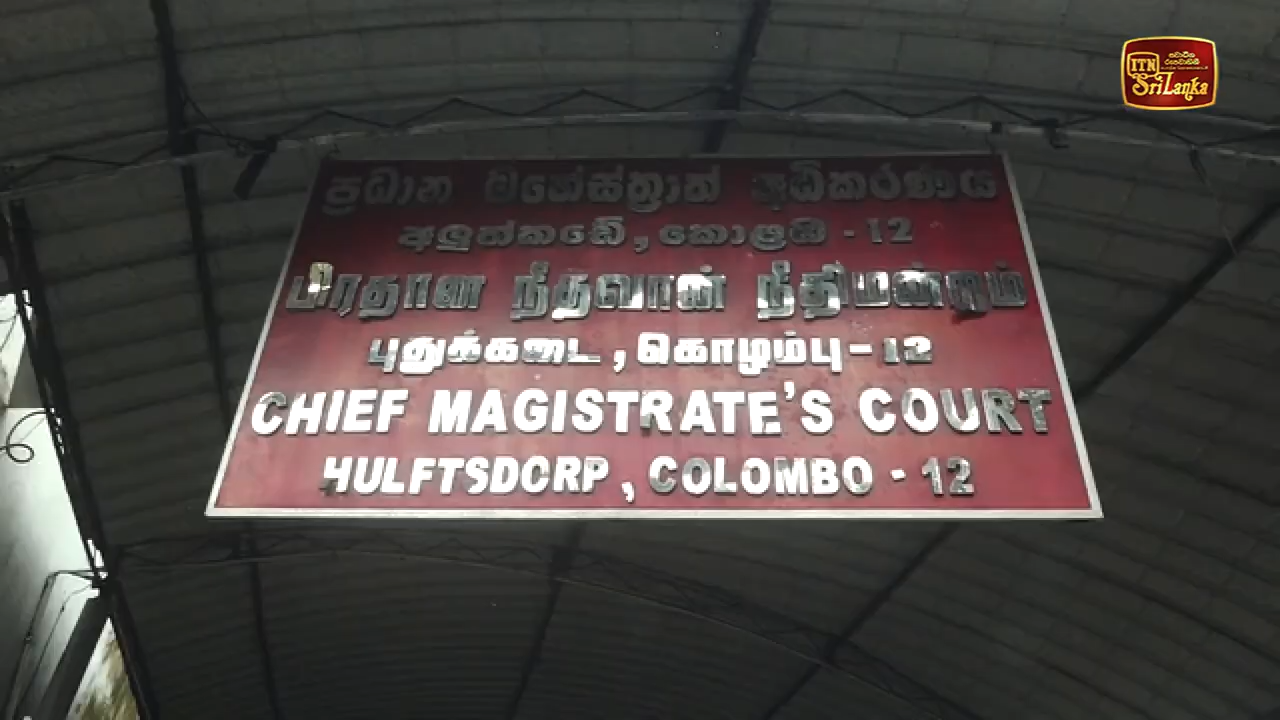 ප්‍රධාන මහේස්ත්‍රාත් අධිකරණය
අලුත්කඩේ, කොළඹ - 12
பிரதான நீதவான் நீதிமன்றம்
புதுக்கடை, கொழம்பு - 12
CHIEF MAGISTRATE'S COURT
HULFTSDORP, COLOMBO - 12
ITN
Sri Lanka